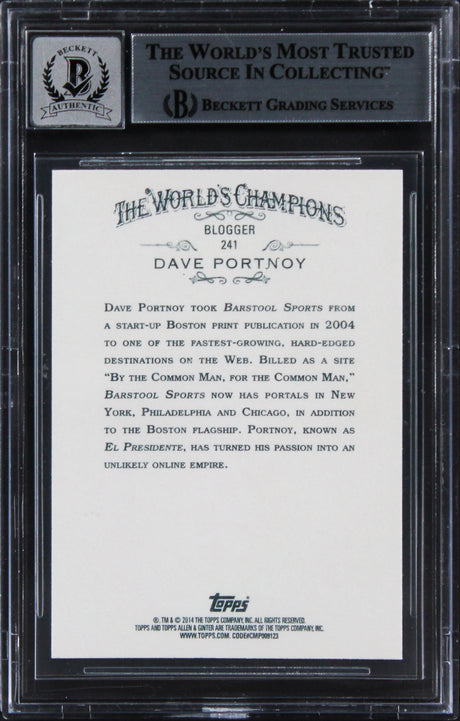 BECKETT
B
AUTHENTIC
The World's Most Trusted
Source In Collecting™
B Beckett Grading Services
The World's Champions
BLOGGER
241
DAVE PORTNOY
Dave Portnoy took Barstool Sports from
a start-up Boston print publication in 2004
to one of the fastest-growing, hard-edged
destinations on the Web. Billed as a site
“By the Common Man, for the Common Man,”
Barstool Sports now has portals in New
York, Philadelphia and Chicago, in addition
to the Boston flagship. Portnoy, known as
El Presidente, has turned his passion into an
unlikely online empire.
Topps
®, TM & © 2014 THE TOPPS COMPANY, INC. ALL RIGHTS RESERVED.
TOPPS AND TOPPS ALLEN & GINTER ARE TRADEMARKS OF THE TOPPS COMPANY, INC.
WWW.TOPPS.COM. CODE#CMP009123